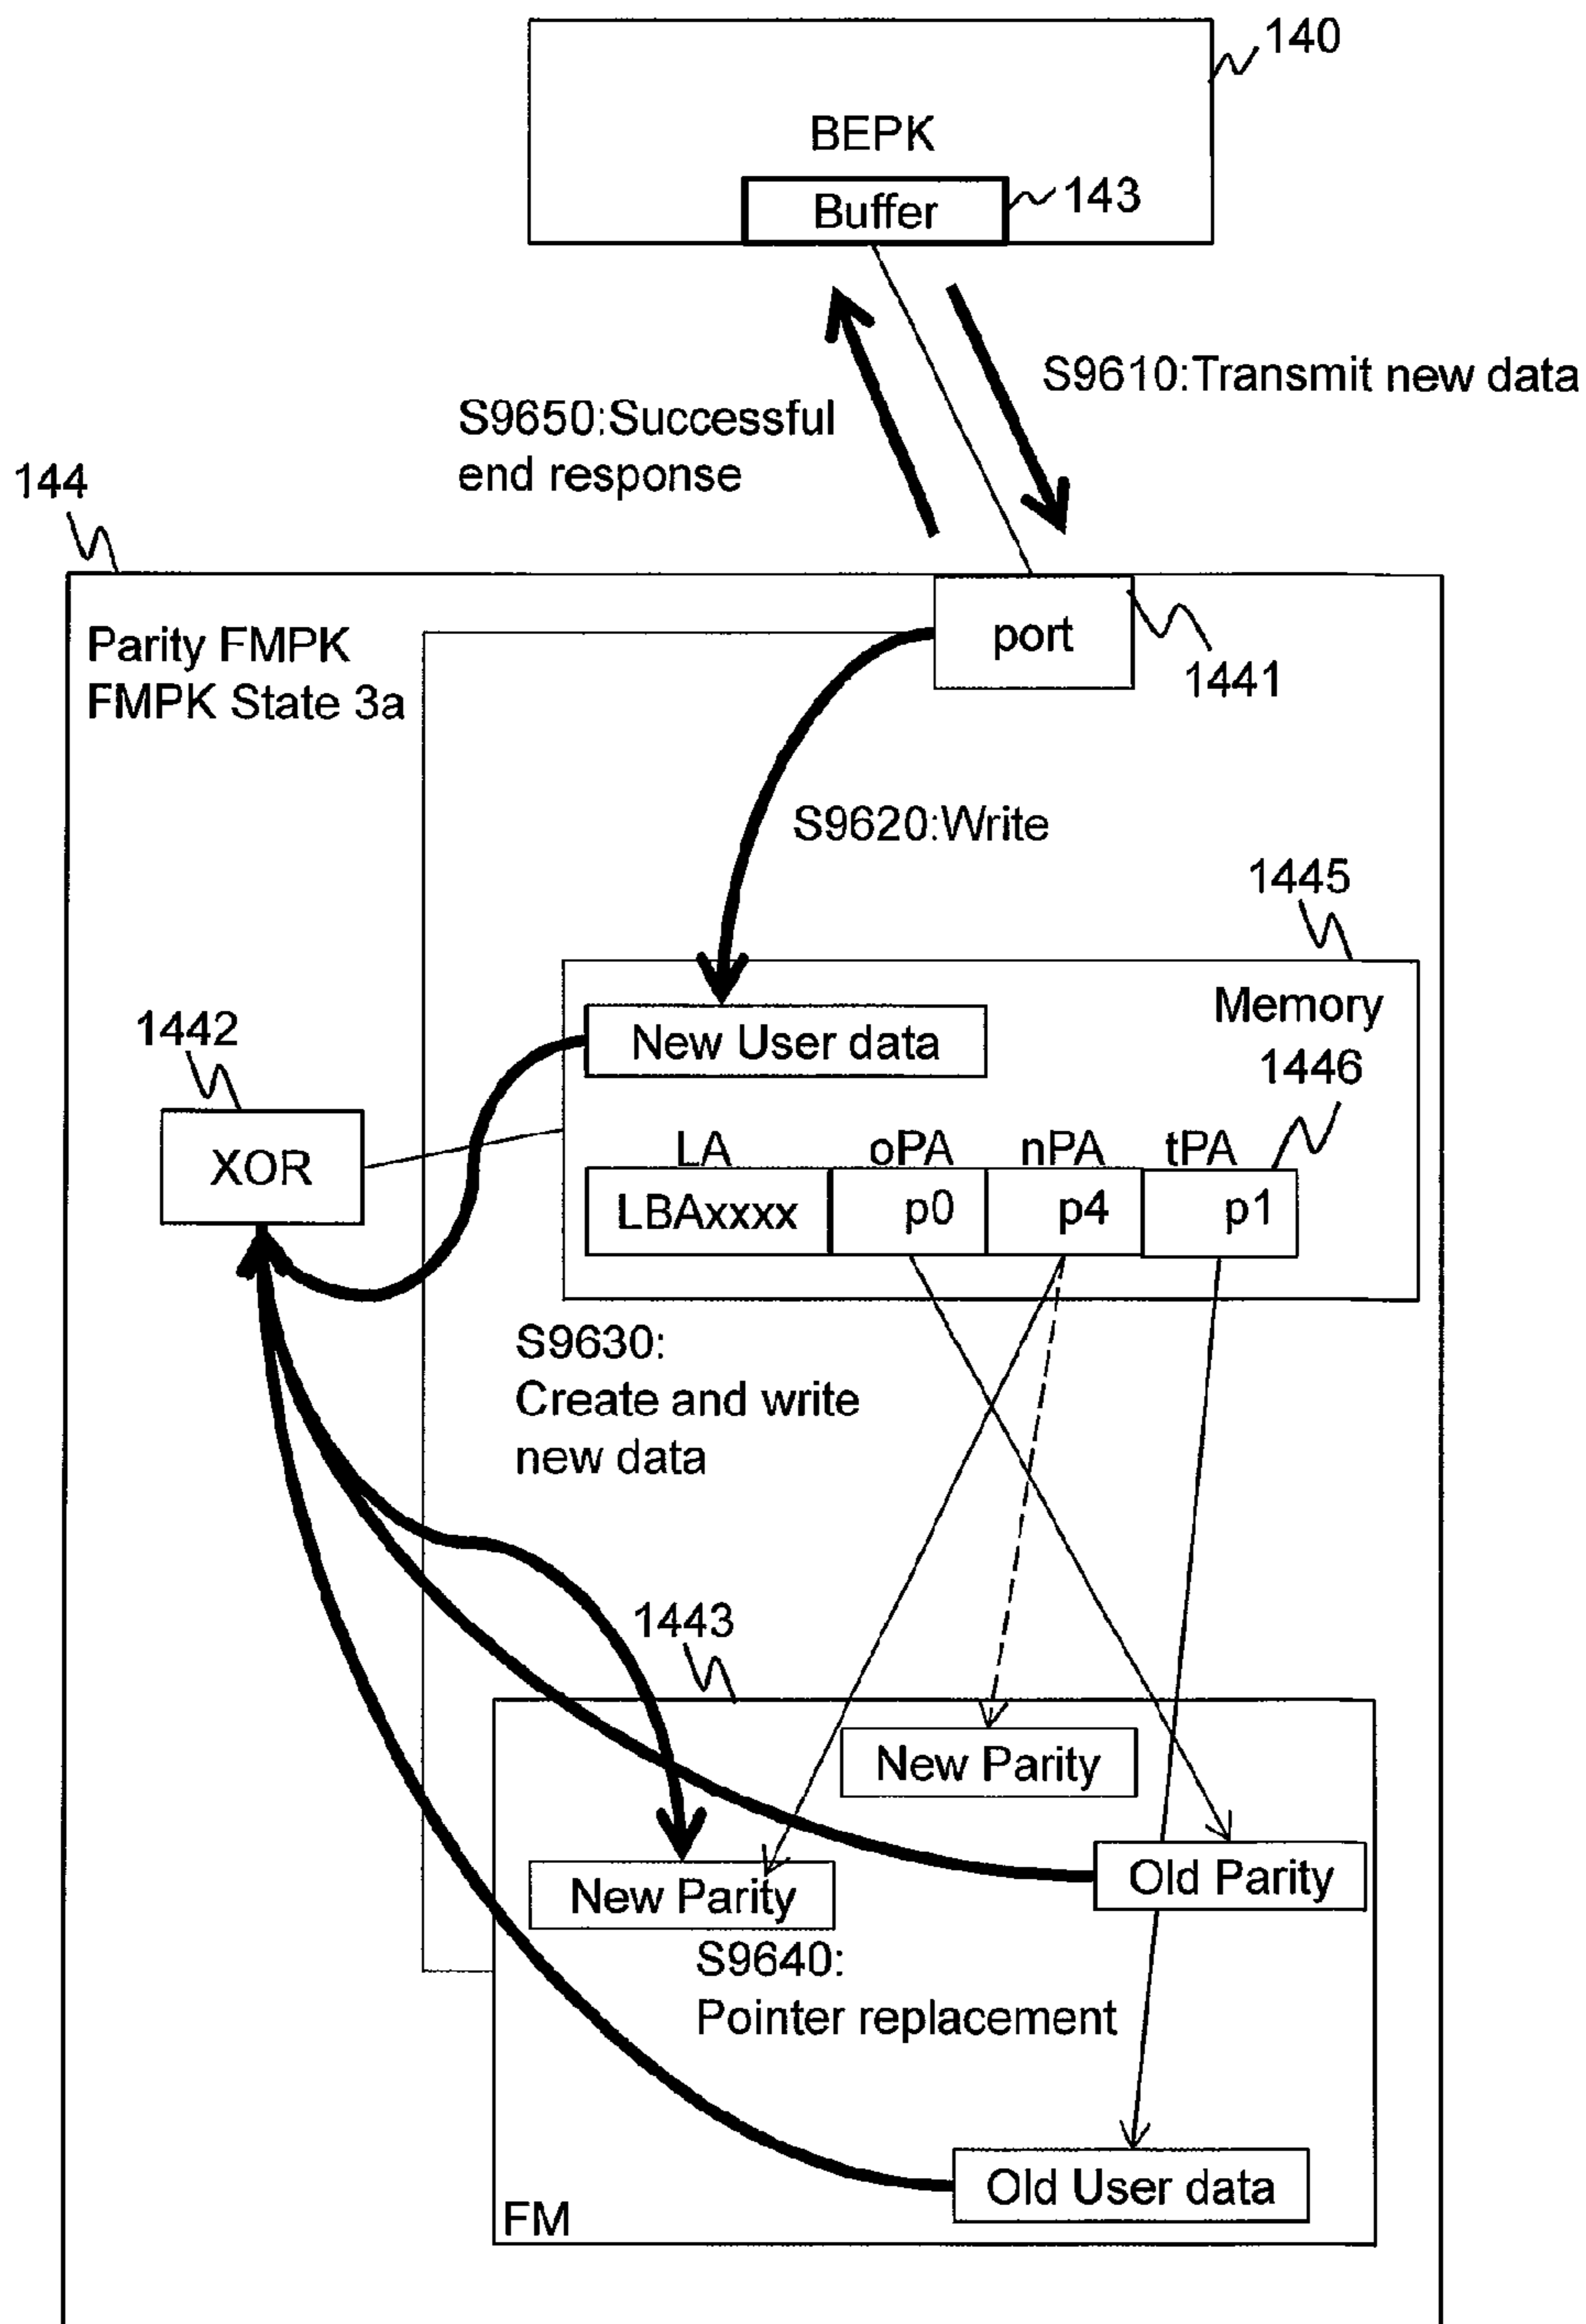 140
BEPK
Buffer
143
S9610:Transmit new data
S9650:Successful
end response
144
port
Parity FMPK
FMPK State 3a
1441
S9620:Write
1445
Memory
New User data
1442
1446
XOR
LA oPA nPA tPA
LBAxxxx p0 p4 p1
S9630:
Create and write
new data
1443
New Parity
Old Parity
New Parity
S9640:
Pointer replacement
Old User data
FM